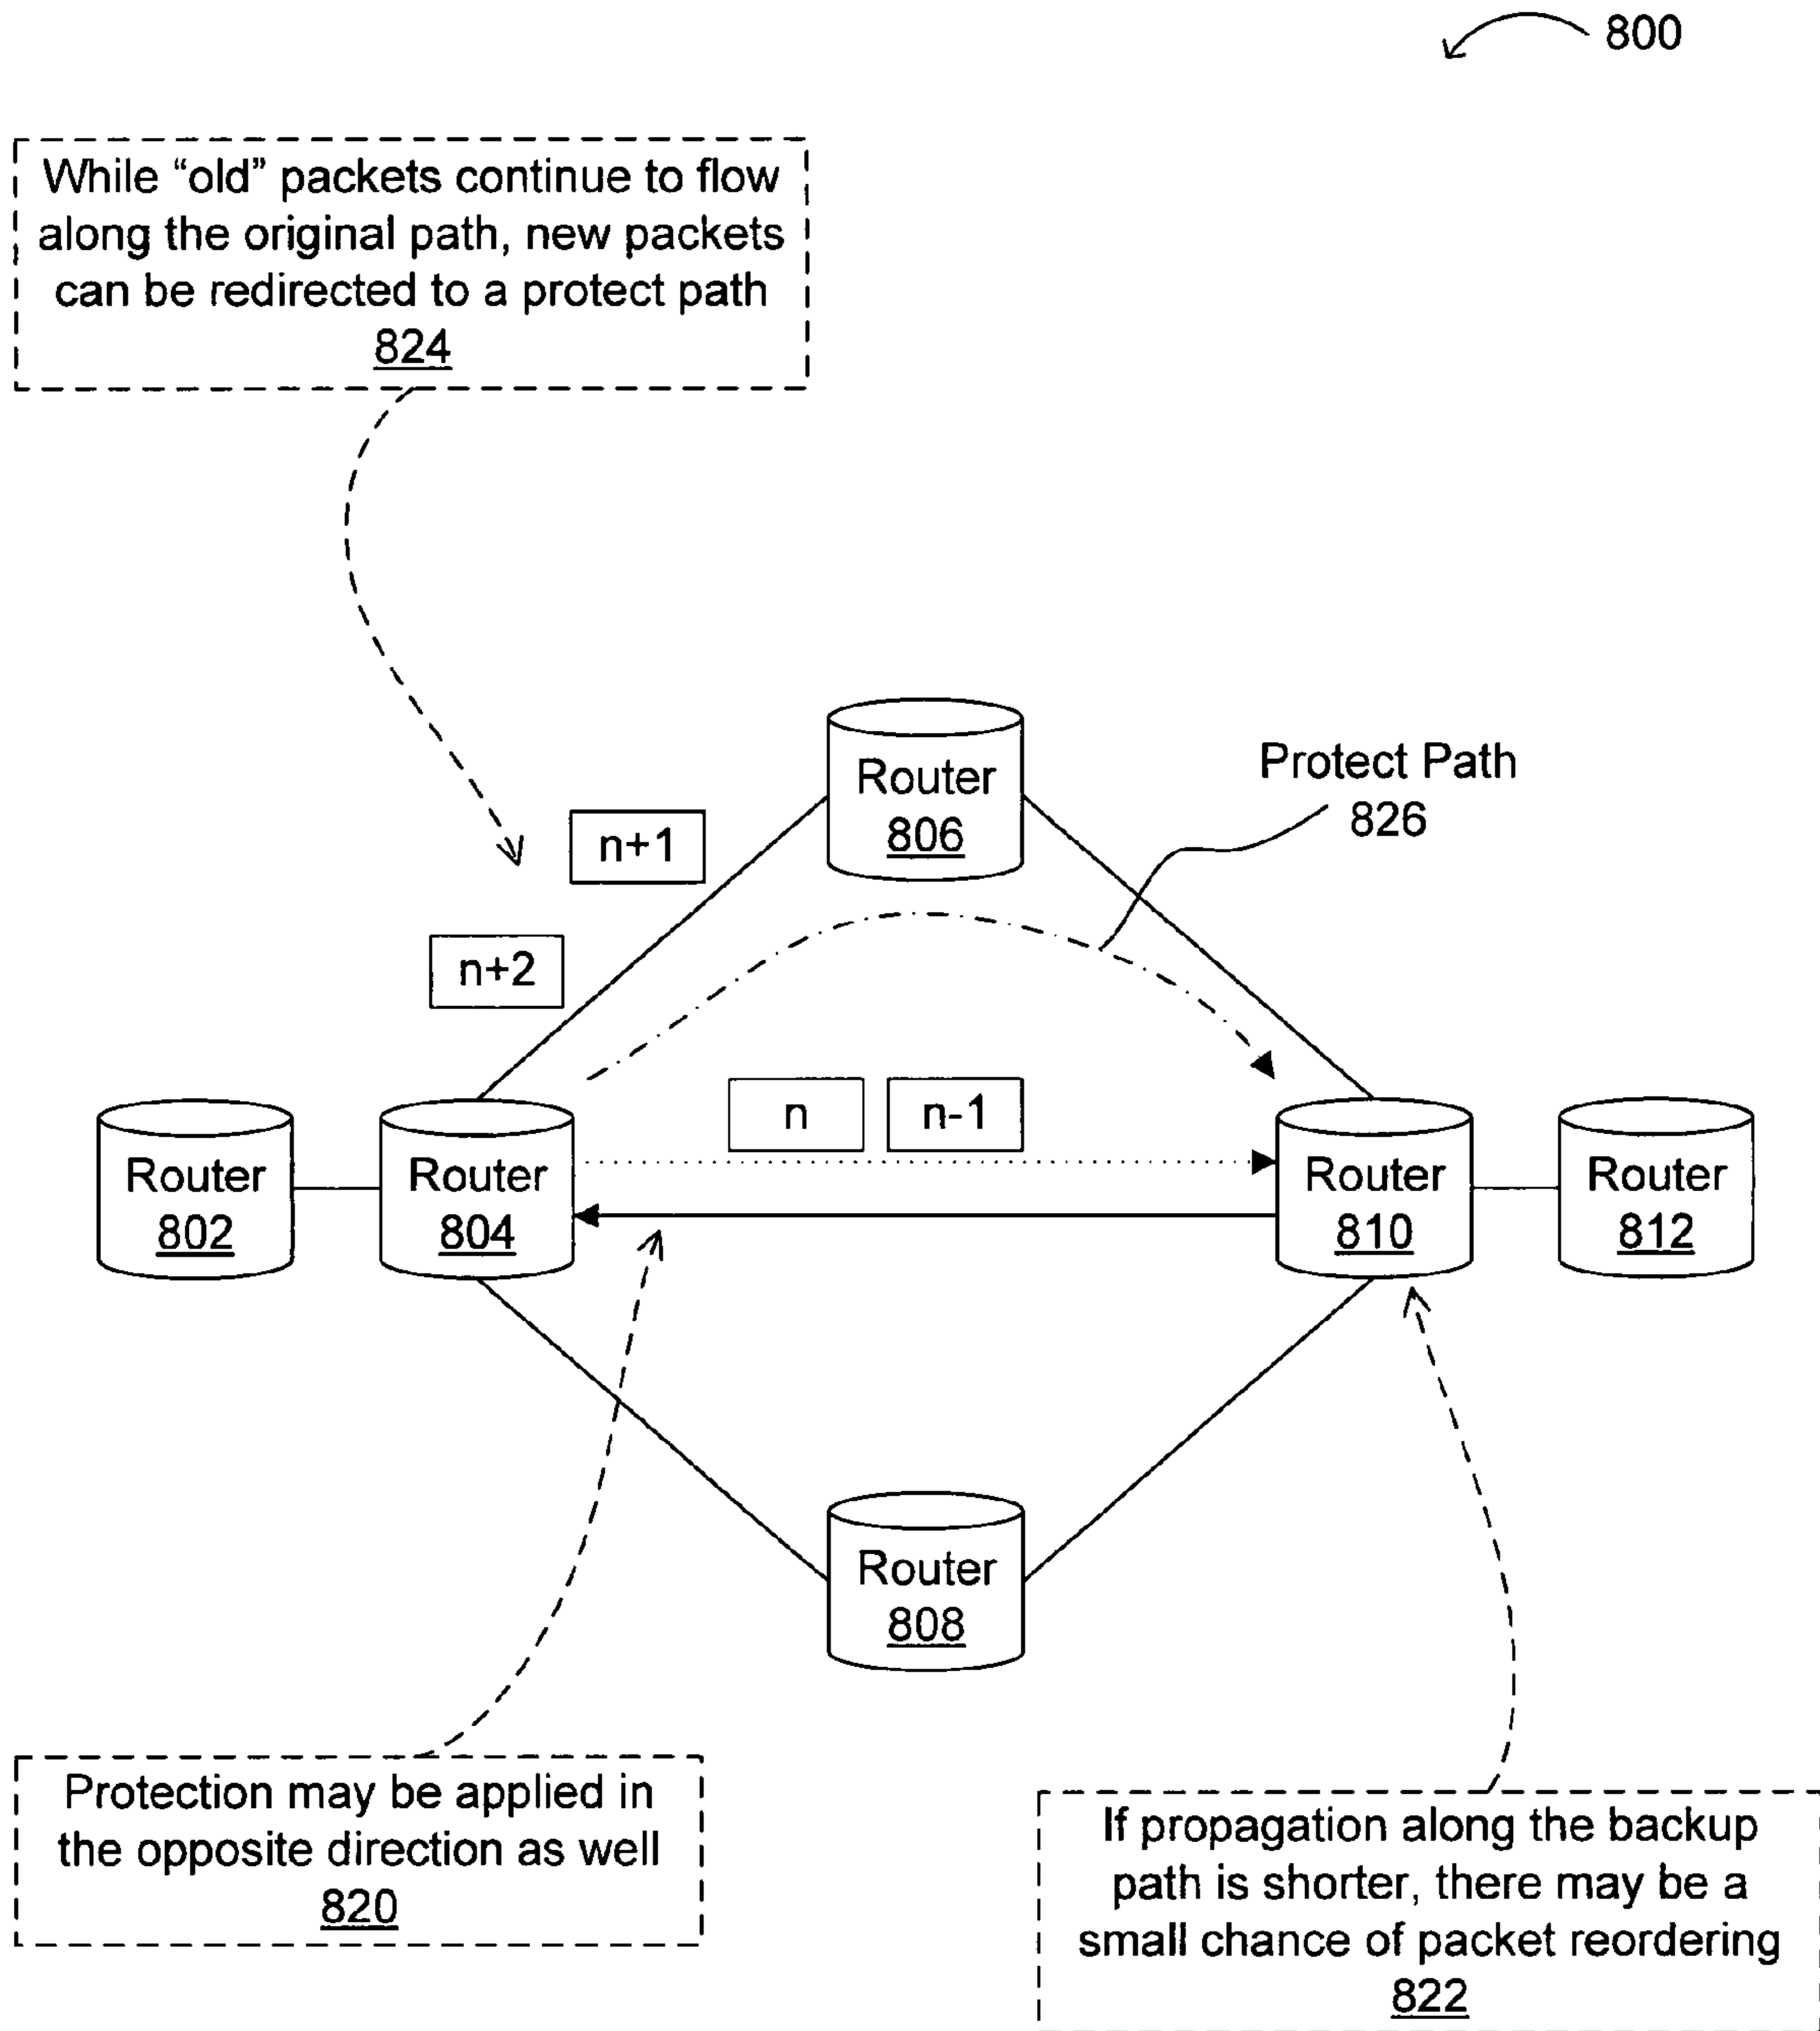 800
While “old” packets continue to flow
along the original path, new packets
can be redirected to a protect path
824
Router
806
Protect Path
826
n+1
n+2
n
n-1
Router
802
Router
804
Router
810
Router
812
Router
808
Protection may be applied in
the opposite direction as well
820
If propagation along the backup
path is shorter, there may be a
small chance of packet reordering
822